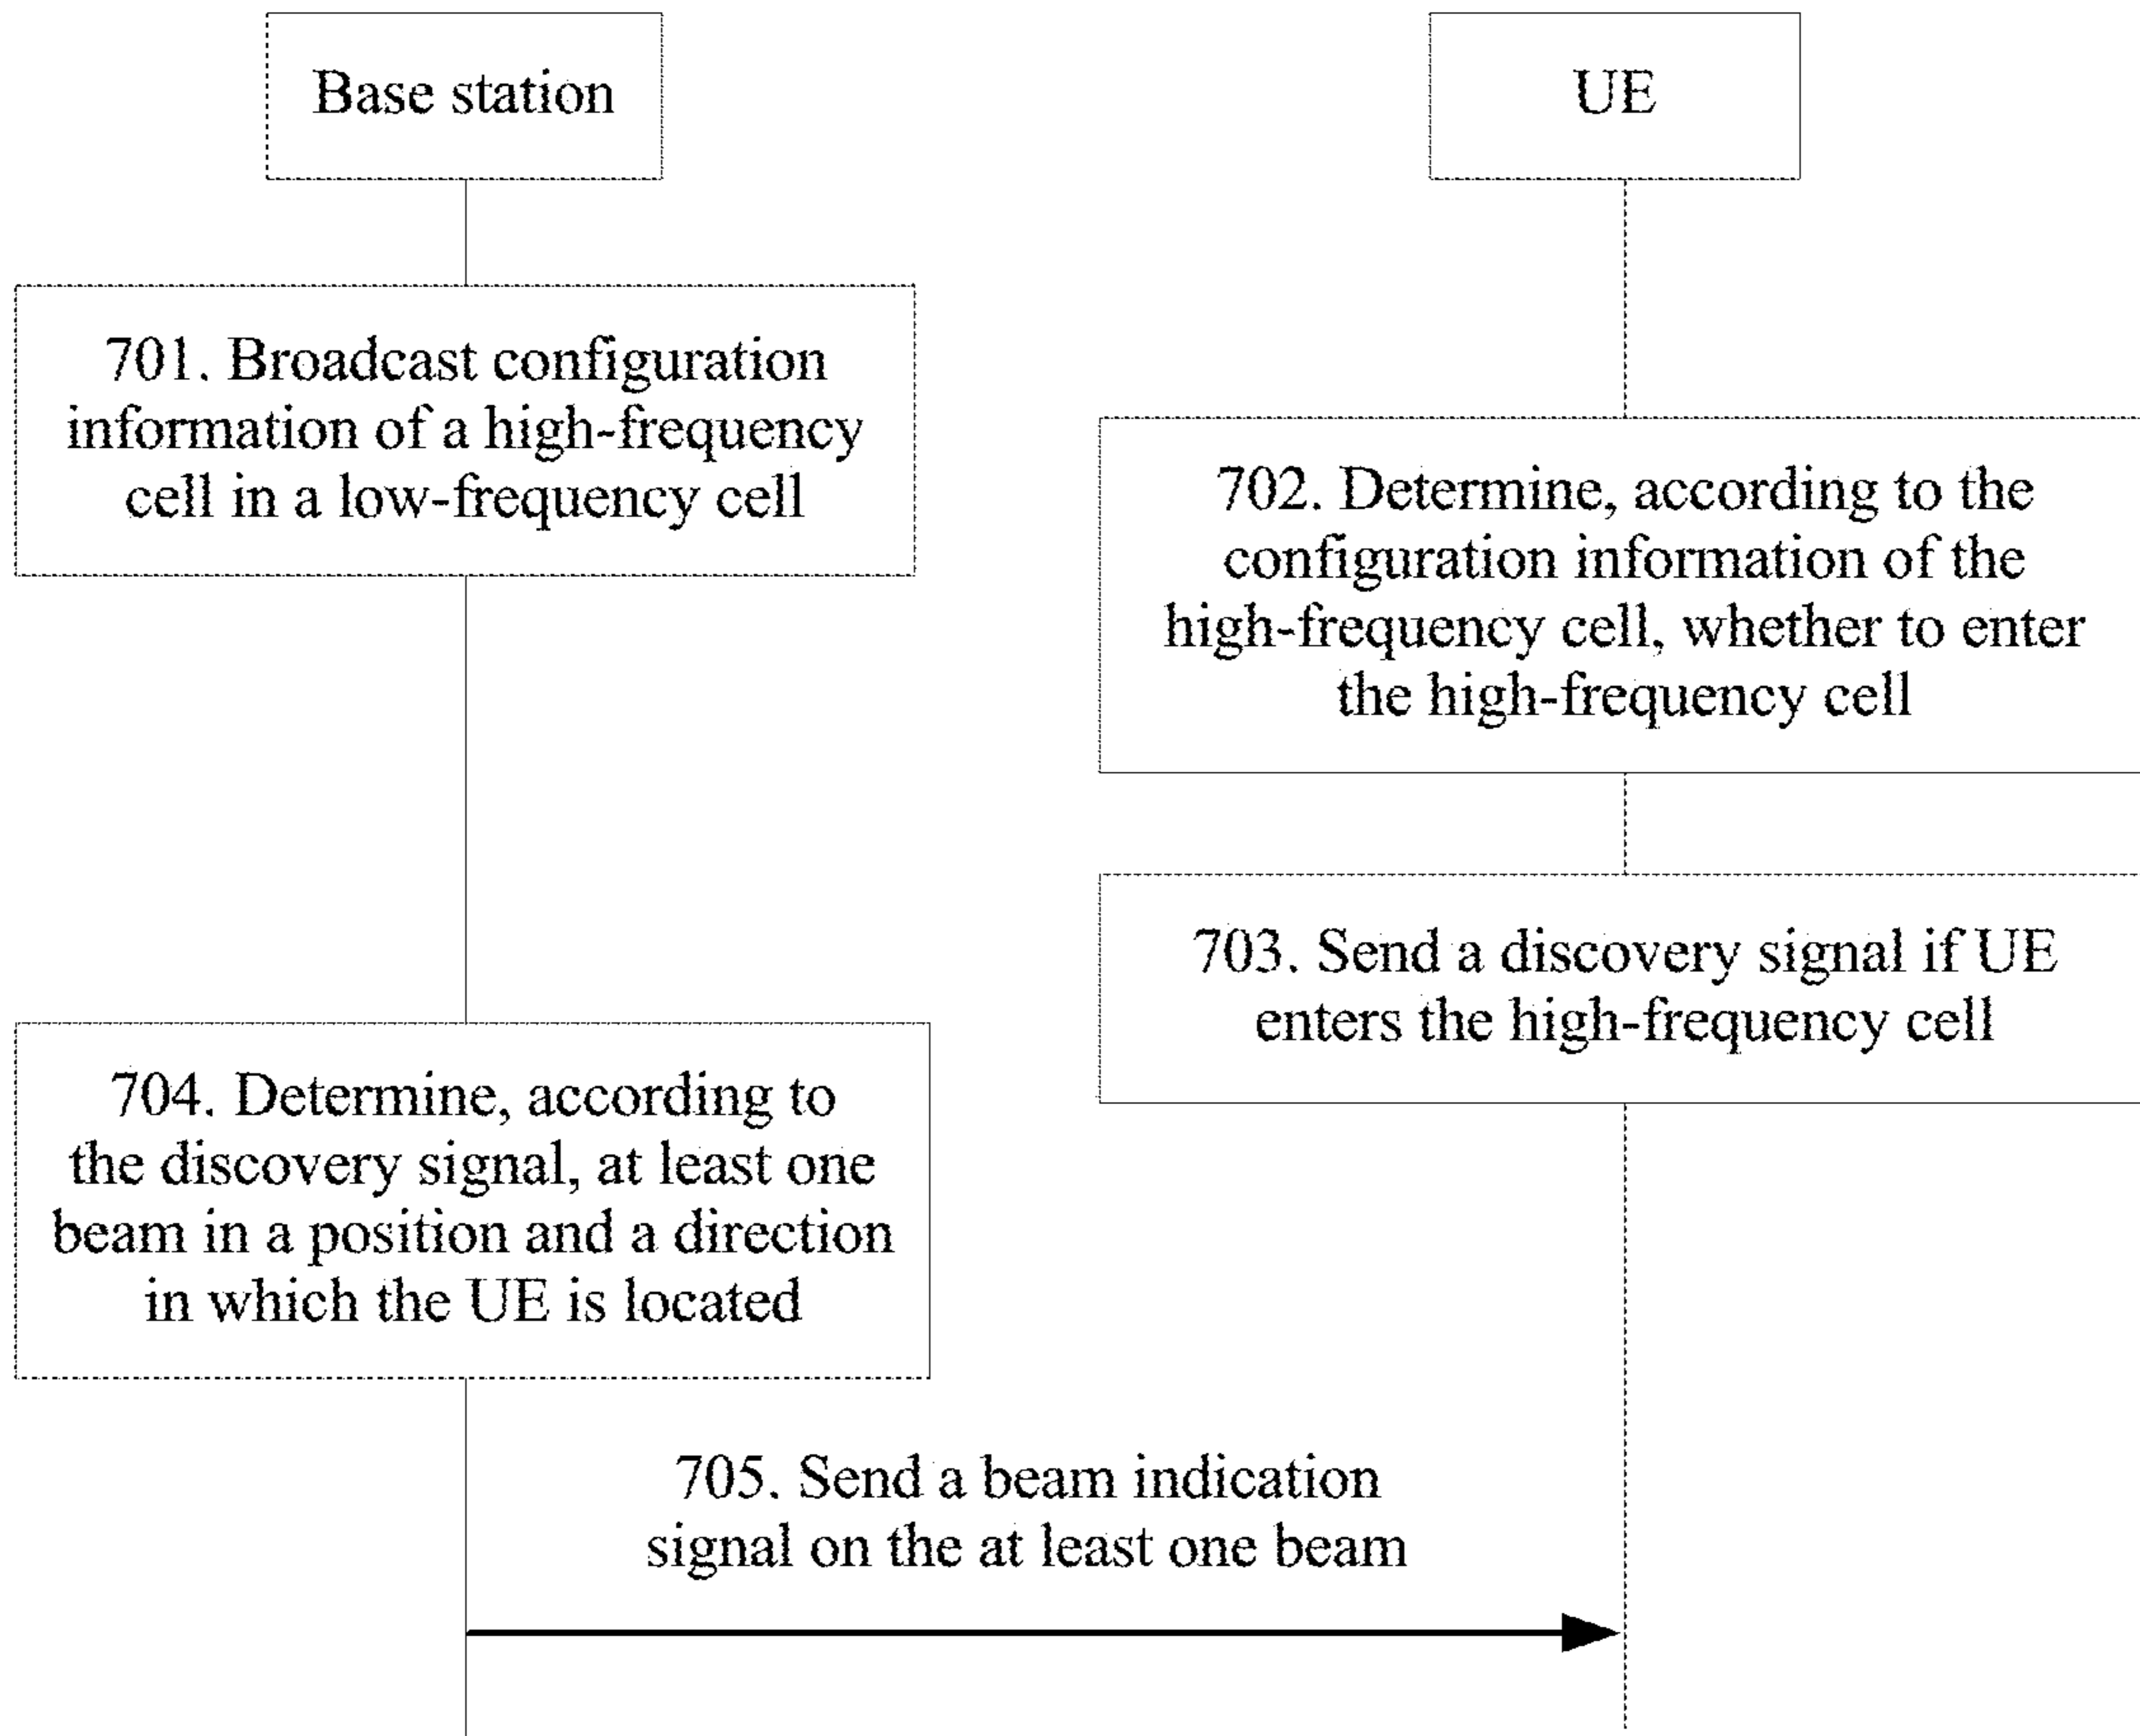 Base station
UE
701. Broadcast configuration
information of a high-frequency
cell in a low-frequency cell
702. Determine, according to the
configuration information of the
high-frequency cell, whether to enter
the high-frequency cell
703. Send a discovery signal if UE
enters the high-frequency cell
704. Determine, according to
the discovery signal, at least one
beam in a position and a direction
in which the UE is located
705. Send a beam indication
signal on the at least one beam